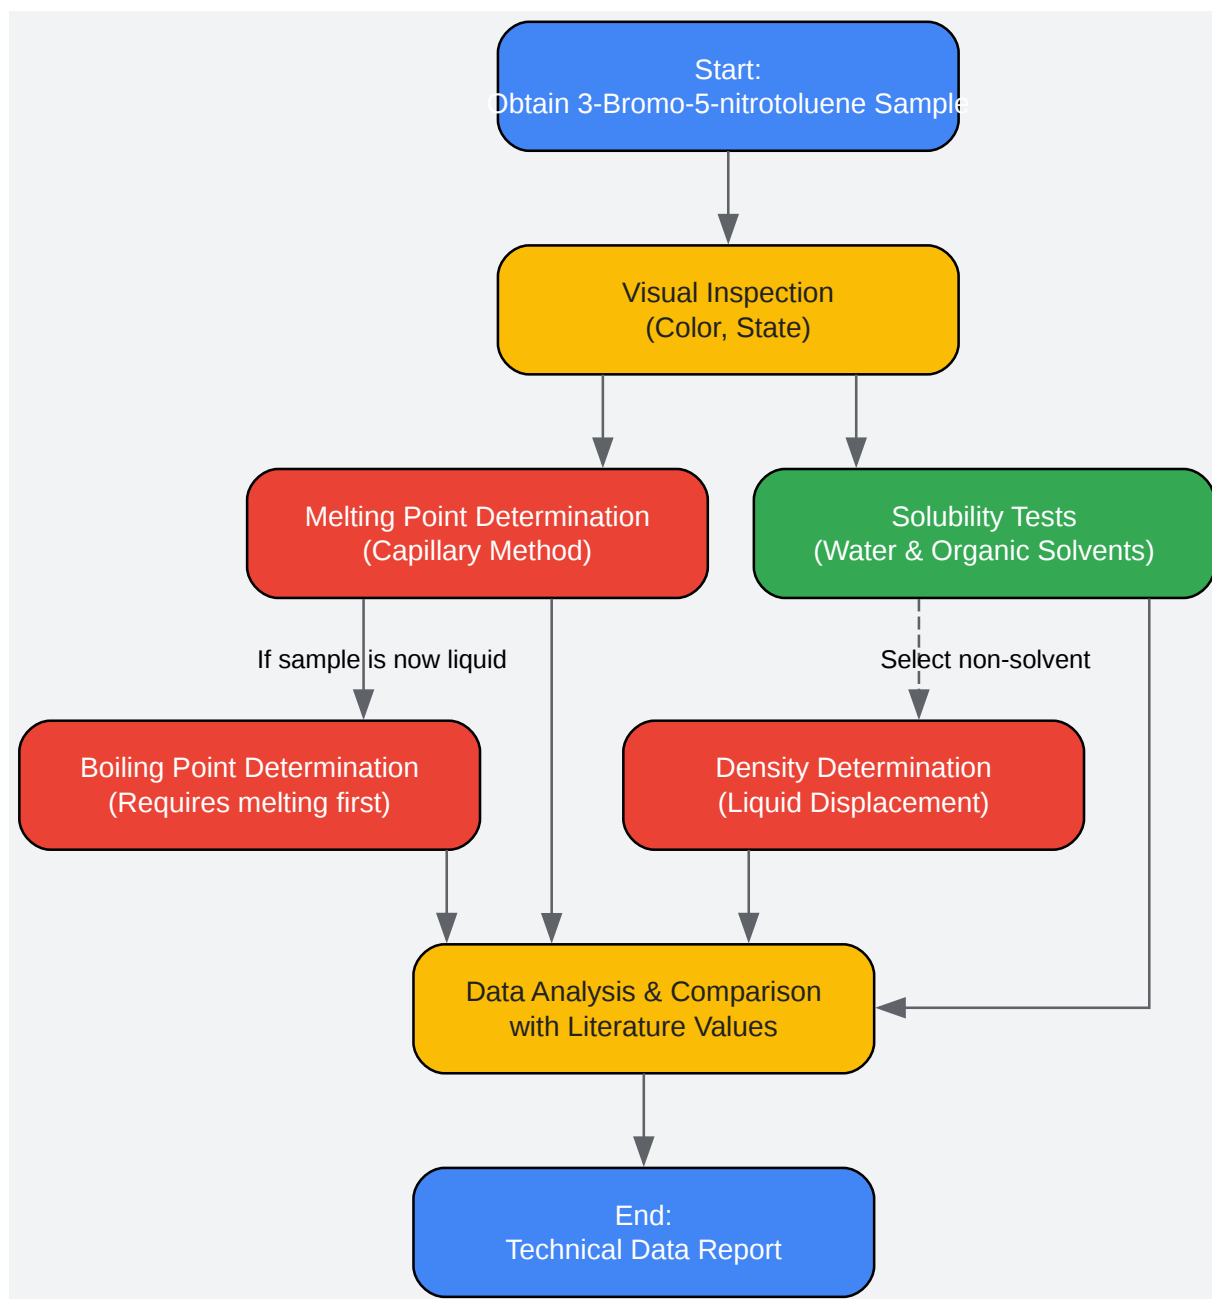 Start:
Obtain 3-Bromo-5-nitrotoluene Sample
Visual Inspection
(Color, State)
Melting Point Determination
(Capillary Method)
Solubility Tests
(Water & Organic Solvents)
If sample is now liquid
Select non-solvent
Boiling Point Determination
(Requires melting first)
Density Determination
(Liquid Displacement)
Data Analysis & Comparison
with Literature Values
End:
Technical Data Report